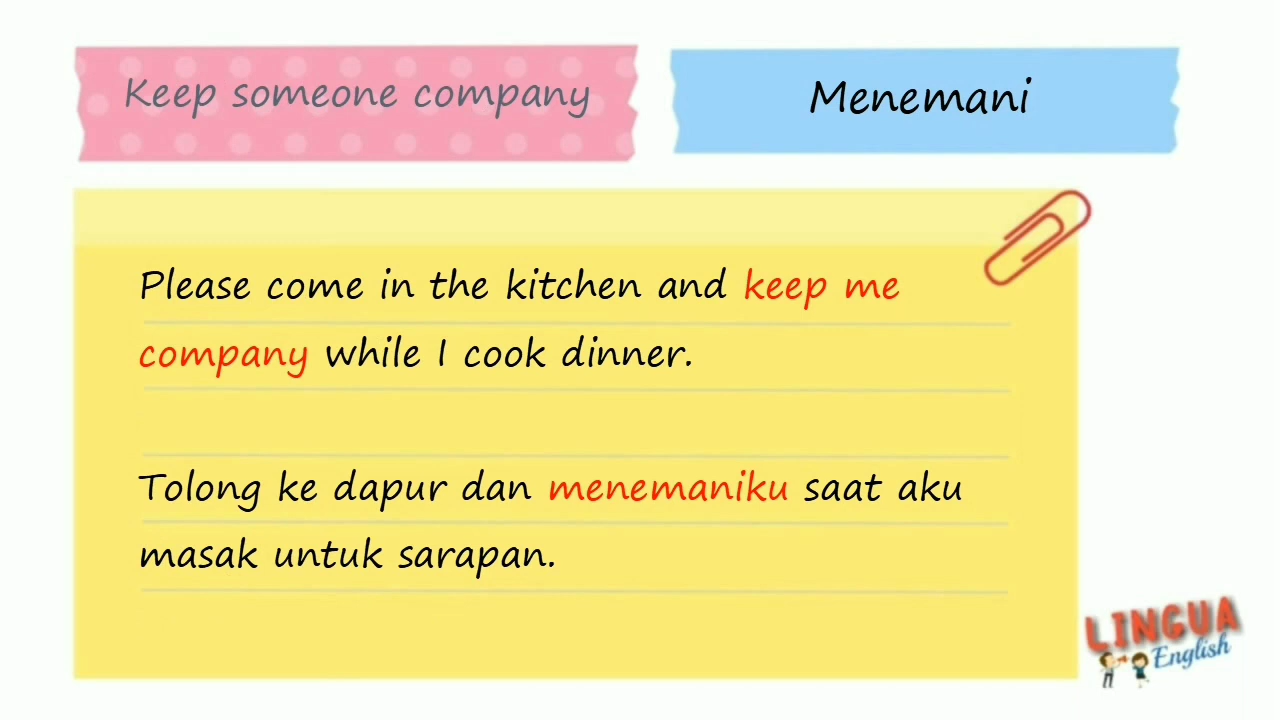 Keep someone company
Menemani
Please come in the kitchen and keep me
company while I cook dinner.
Tolong ke dapur dan menemaniku saat aku
masak untuk sarapan.
LINGUA
English